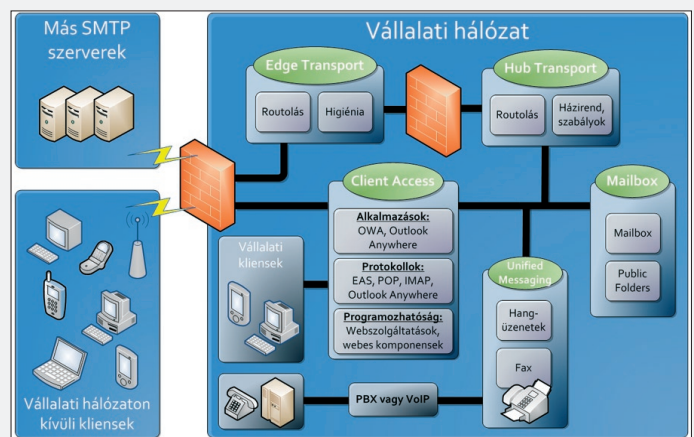 Más SMTP
szerverek
Vállalati hálózat
Edge Transport
Routolás
Higiénia
Hub Transport
Routolás
Házirend,
szabályok
Client Access
Alkalmazások:
OWA, Outlook
Anywhere
Protokollok:
EAS, POP, IMAP,
Outlook Anywhere
Programozhatóság:
Webszolgáltatások,
webes komponensek
Mailbox
Mailbox
Public
Folders
Vállalati
kliensek
Unified
Messaging
Hang-
üzenetek
Fax
PBX vagy VoIP
Vállalati hálózaton
kívüli kliensek